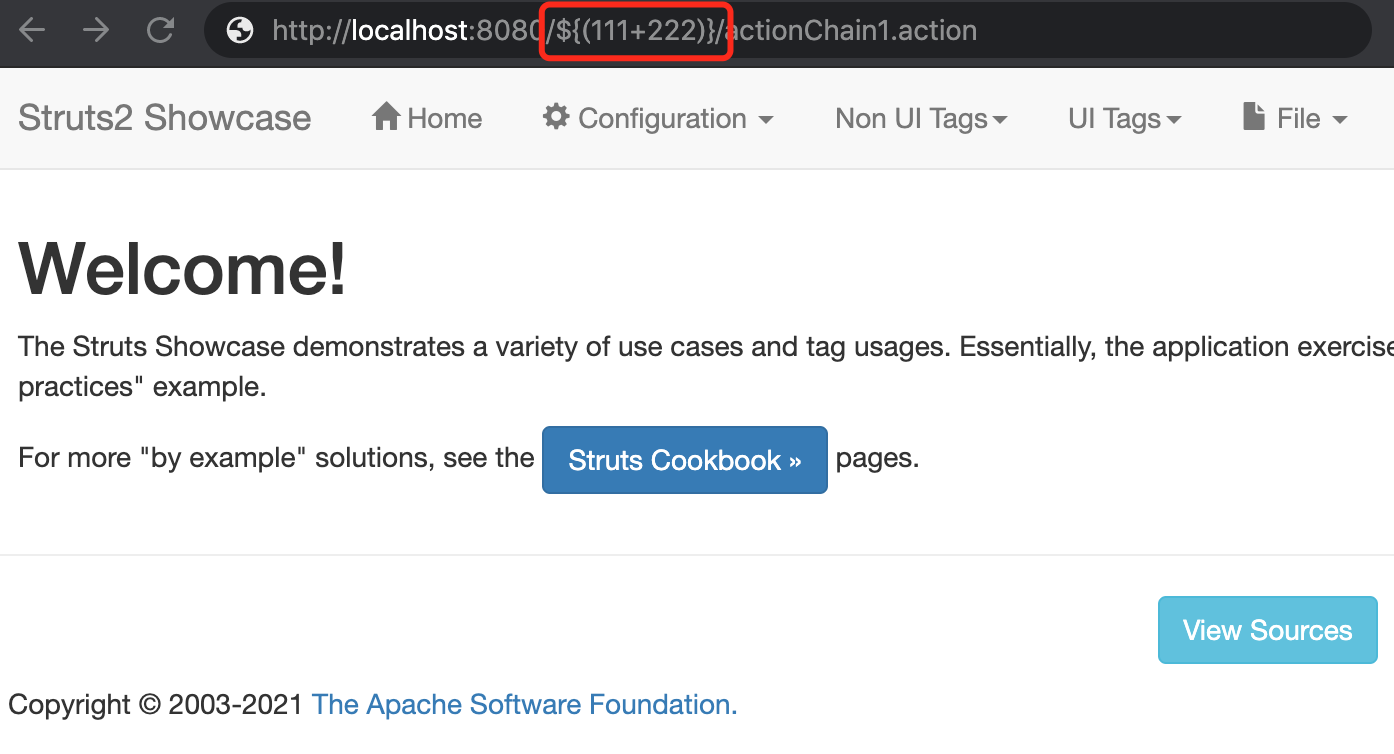 http://localhost:8080/${(111+222)}/actionChain1.action
Struts2 Showcase Home Configuration Non UI Tags UI Tags File
Welcome!
The Struts Showcase demonstrates a variety of use cases and tag usages. Essentially, the application exercise
practices" example.
For more "by example" solutions, see the Struts Cookbook » pages.
View Sources
Copyright © 2003-2021 The Apache Software Foundation.